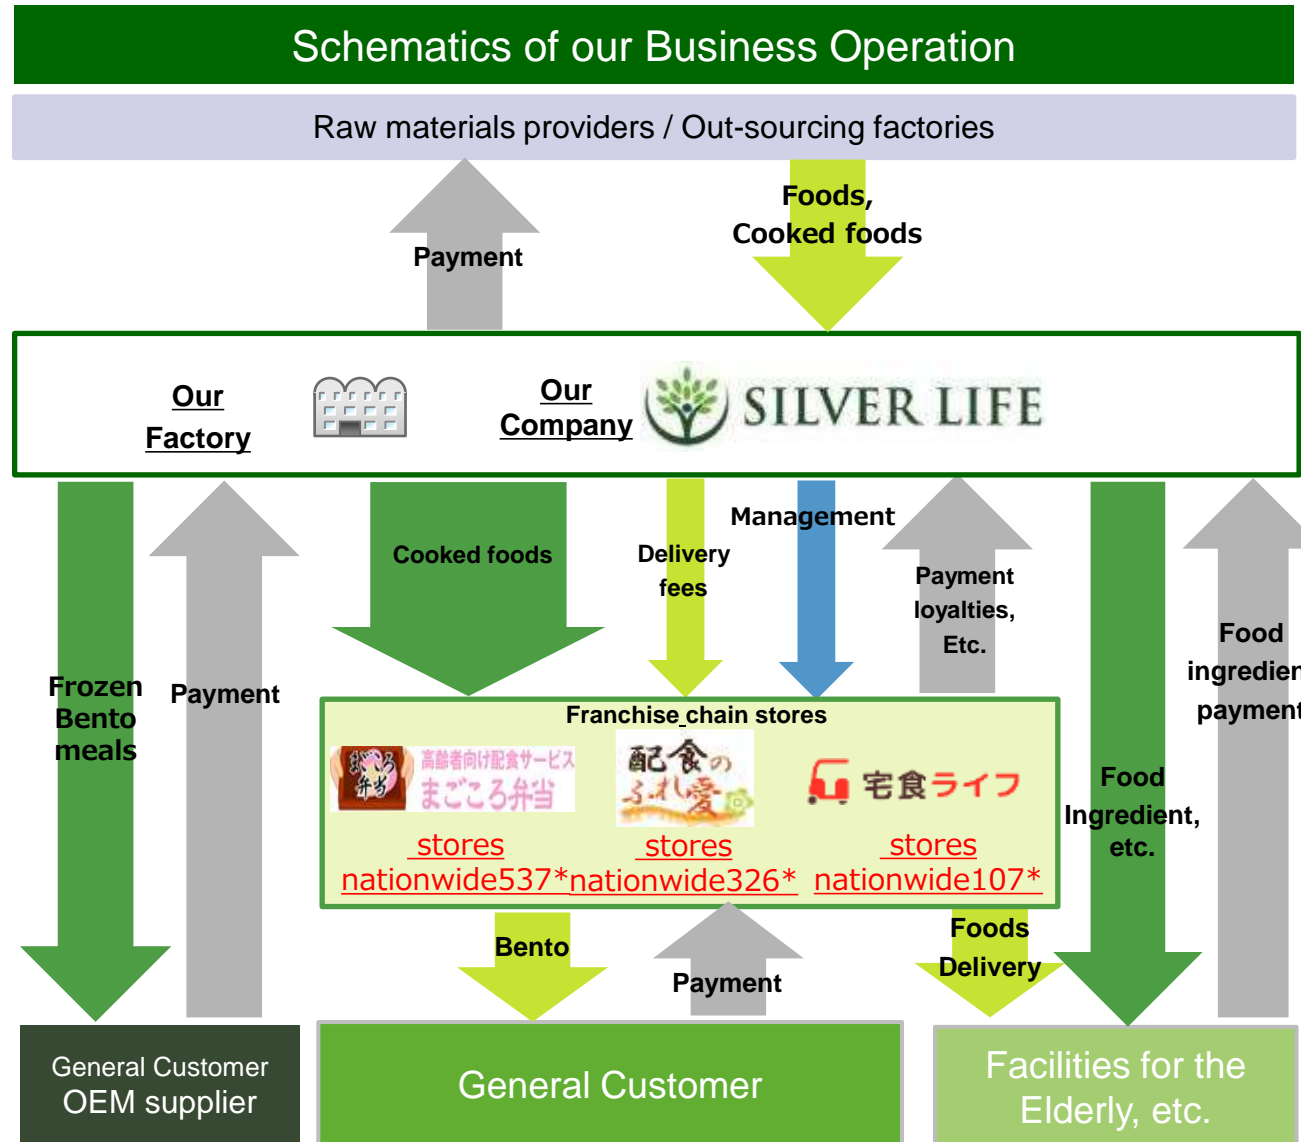 Schematics of our Business Operation
Raw materials providers / Out-sourcing factories
Payment
Foods,
Cooked foods
Our
Factory
Our
Company
SILVER LIFE
Frozen
Bento
meals
Payment
Cooked foods
Delivery
fees
Management
Payment
loyalties,
Etc.
Food
Ingredient,
etc.
Food
ingredien
payment
Franchise chain stores
まごころ
弁当
高齢者向け配食サービス
まごころ弁当
配食の
ふれ愛
宅食ライフ
stores
nationwide537*
stores
nationwide326*
stores
nationwide107*
Bento
Payment
Foods
Delivery
General Customer
OEM supplier
General Customer
Facilities for the
Elderly, etc.